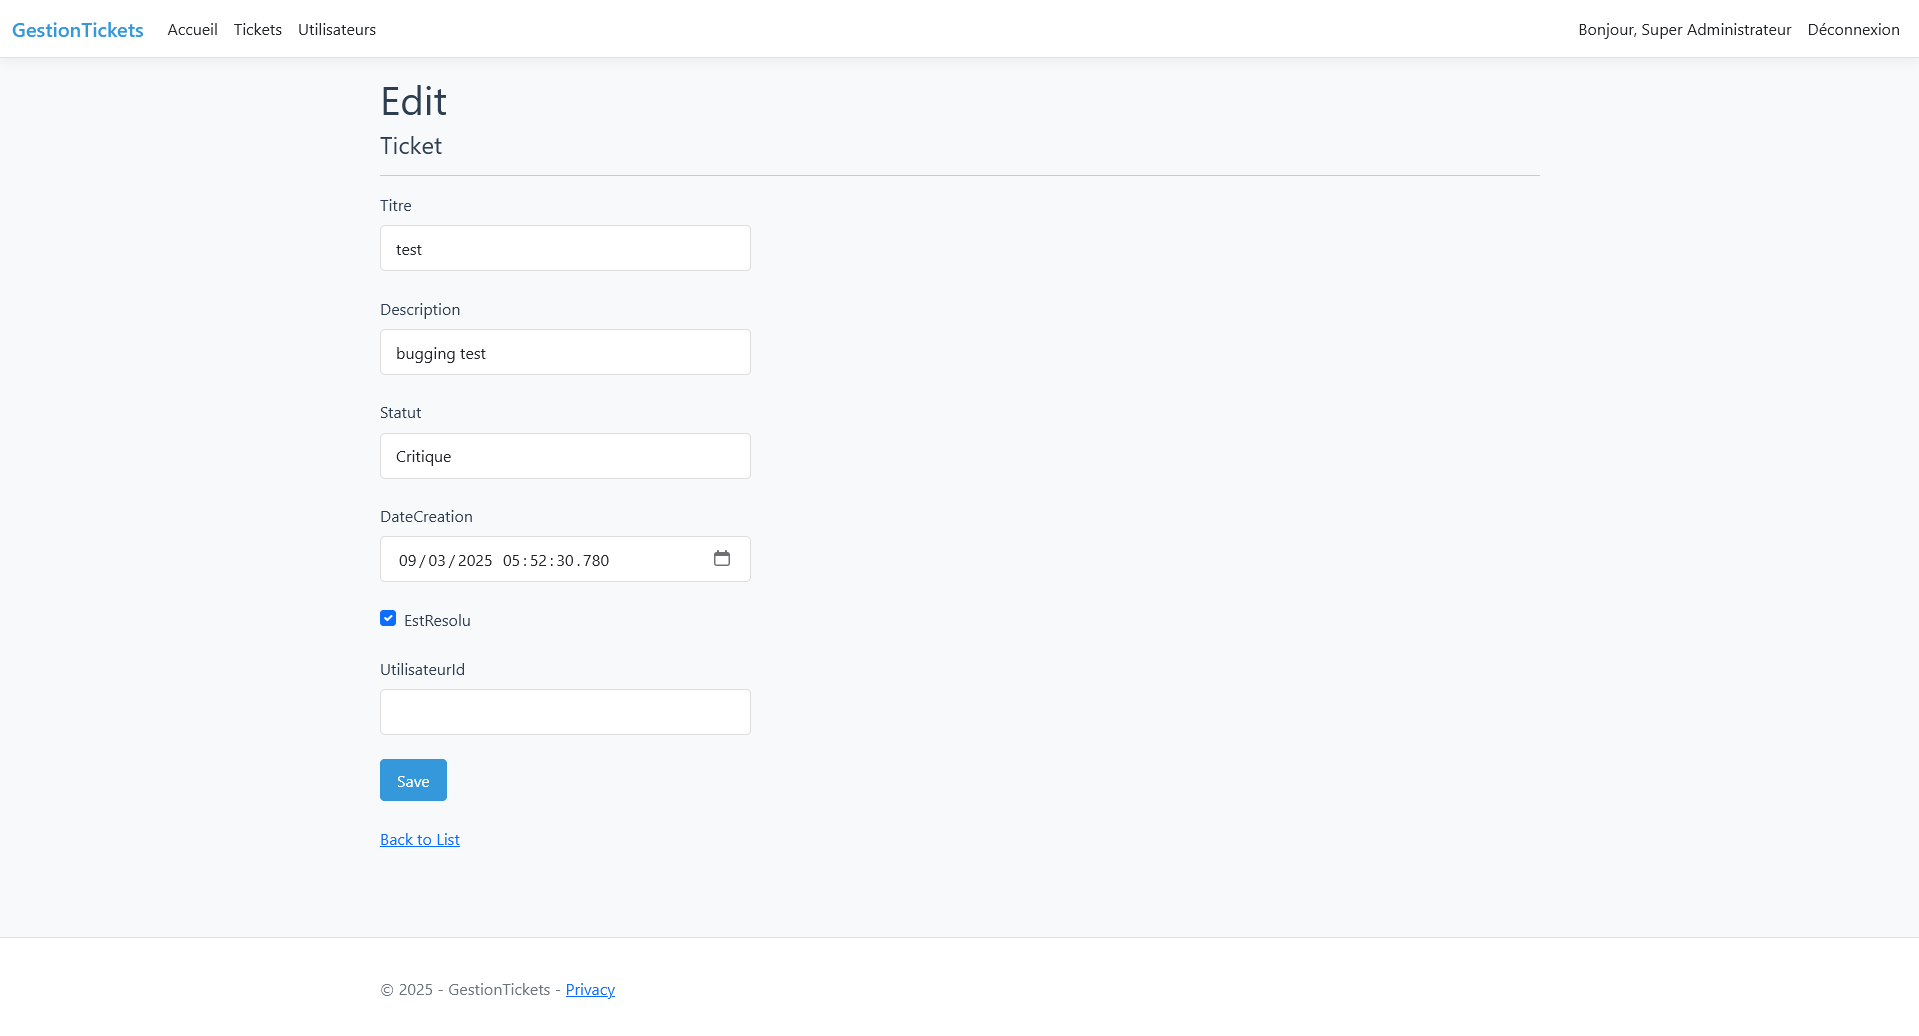 GestionTickets Accueil Tickets Utilisateurs Bonjour, Super Administrateur Déconnexion
Edit
Ticket
Titre
test
Description
bugging test
Statut
Critique
DateCreation
09/03/2025 05:52:30.780
EstResolu
UtilisateurId
Save
Back to List
© 2025 - GestionTickets - Privacy